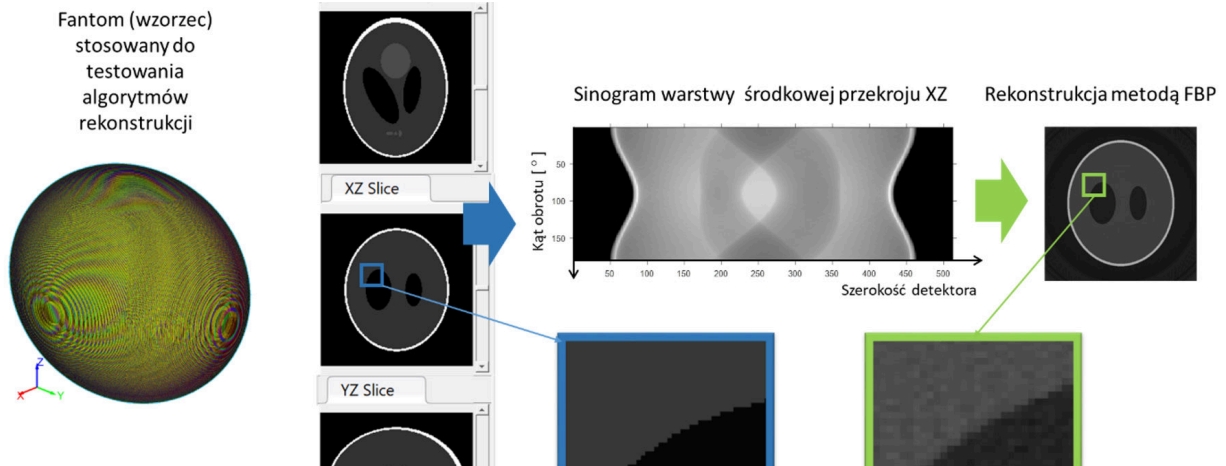 Fantom (wzorzec)
stosowany do
testowania
algorytmów
rekonstrukcji
Z
X
Y
XZ Slice
YZ Slice
Sinogram warstwy środkowej przekroju XZ
Kąt obrotu [ ° ]
50
100
150
50 100 150 200 250 300 350 400 450 500
Szerokość detektora
Rekonstrukcja metodą FBP